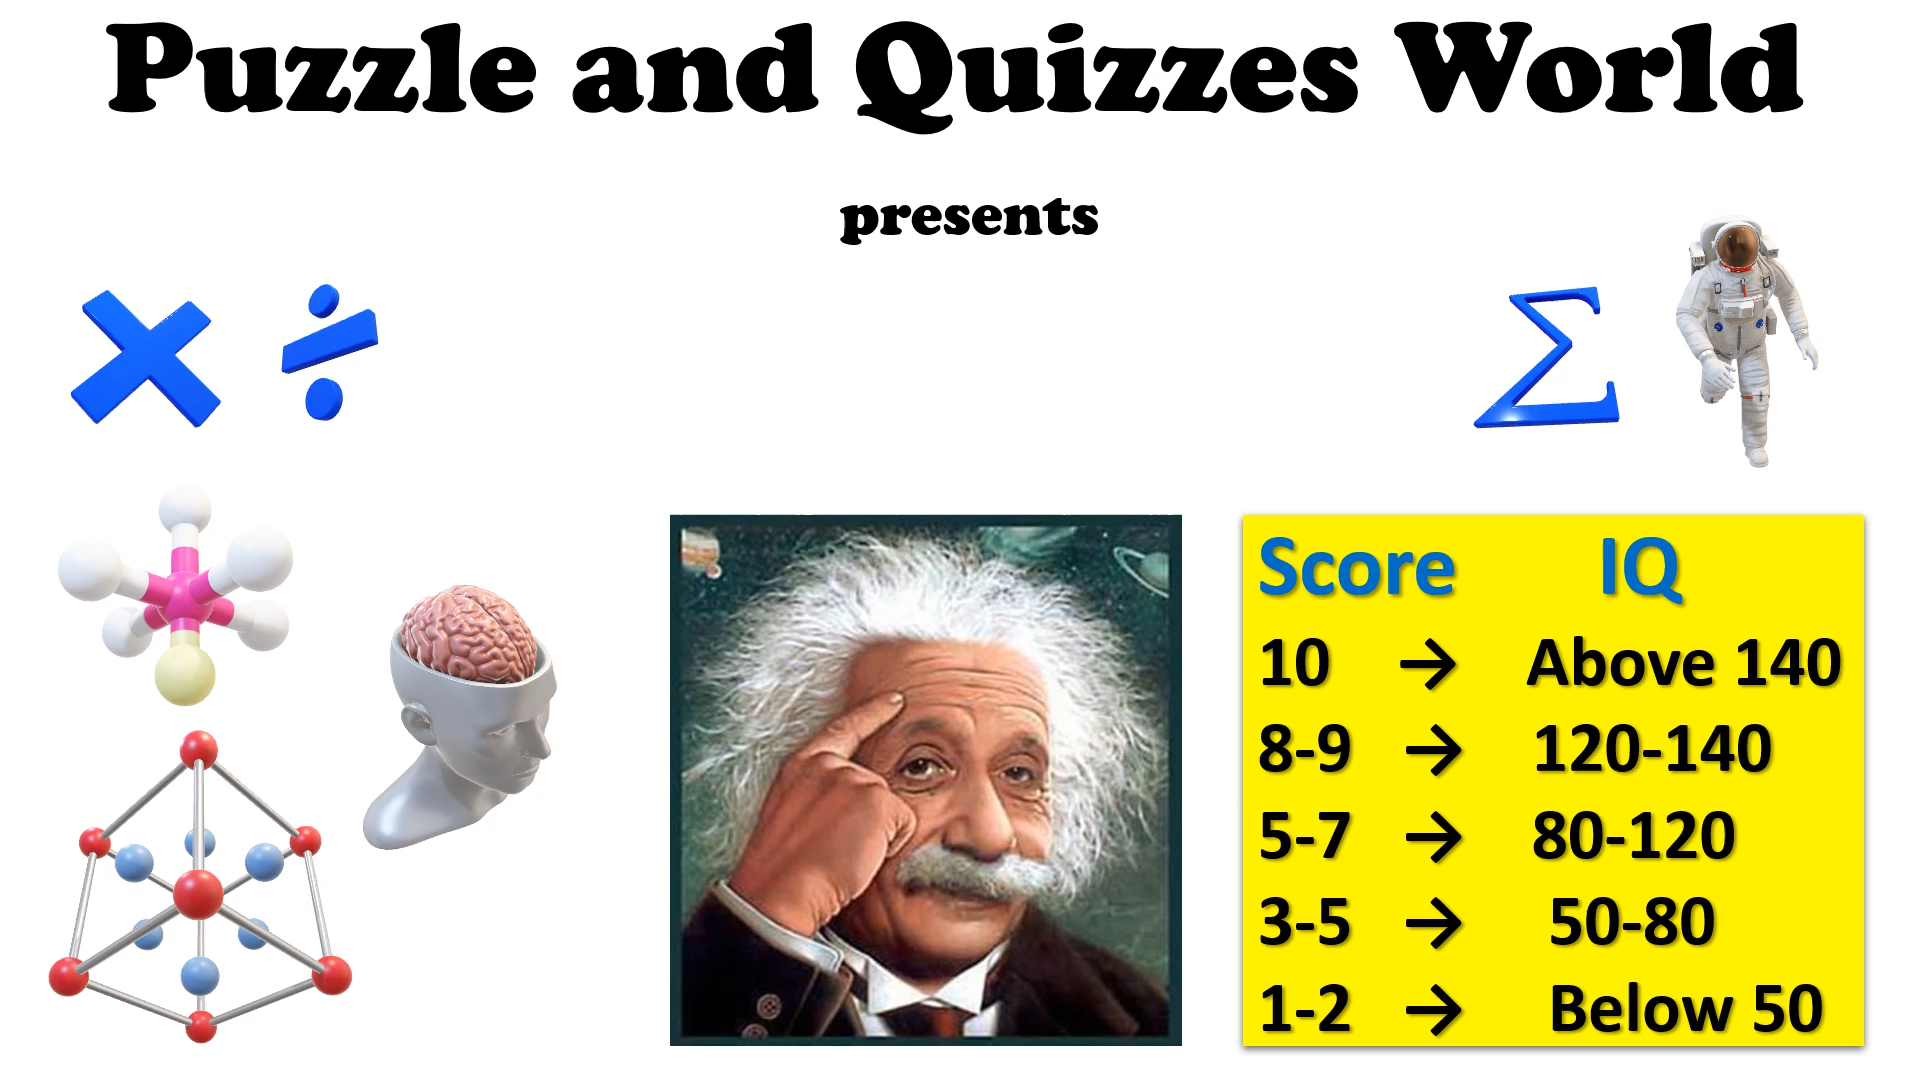 Puzzle and Quizzes World
presents
Score IQ
10 → Above 140
8-9 → 120-140
5-7 → 80-120
3-5 → 50-80
1-2 → Below 50